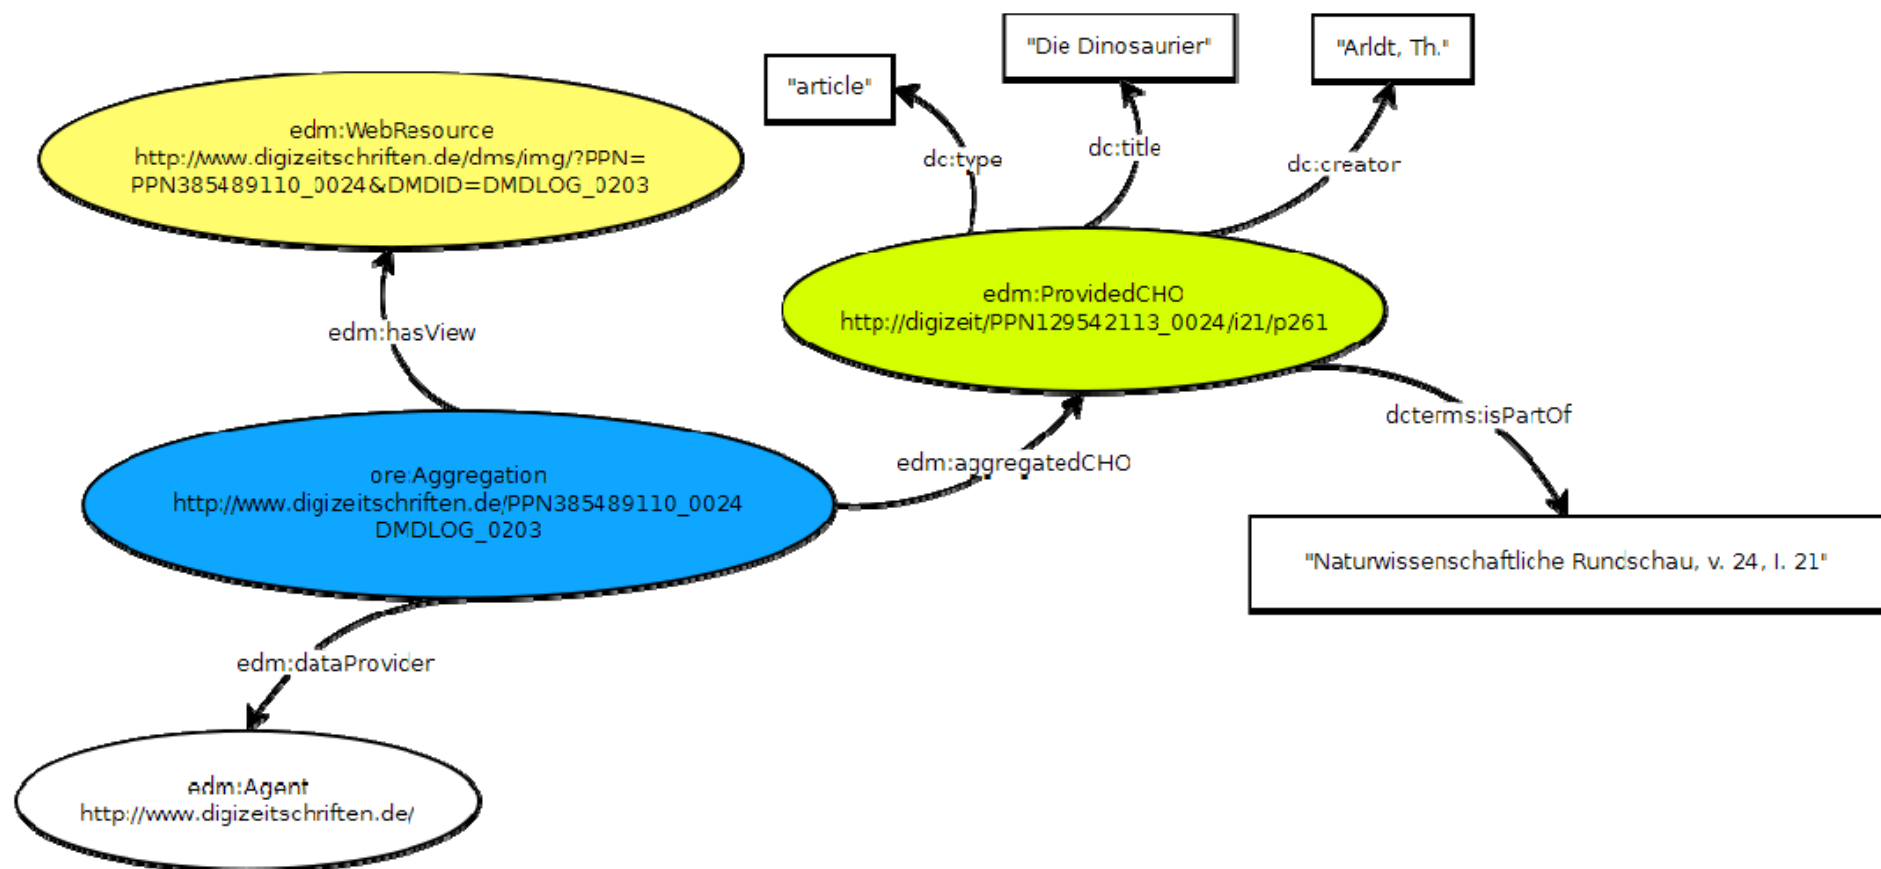 "Die Dinosaurier"
"Arldt, Th."
"article"
edm:WebResource
http://www.digizeitschriften.de/dms/img/?PPN=
PPN385489110_0024&DMDID=DMDLOG_0203
dc:type
dc:title
dc:creator
edm:ProvidedCHO
http://digizeit/PPN129542113_0024/i21/p261
edm:hasView
dcterms:isPartOf
edm:aggregatedCHO
ore:Aggregation
http://www.digizeitschriften.de/PPN385489110_0024
DMDLOG_0203
"Naturwissenschaftliche Rundschau, v. 24, I. 21"
edm:dataProvider
edm:Agent
http://www.digizeitschriften.de/